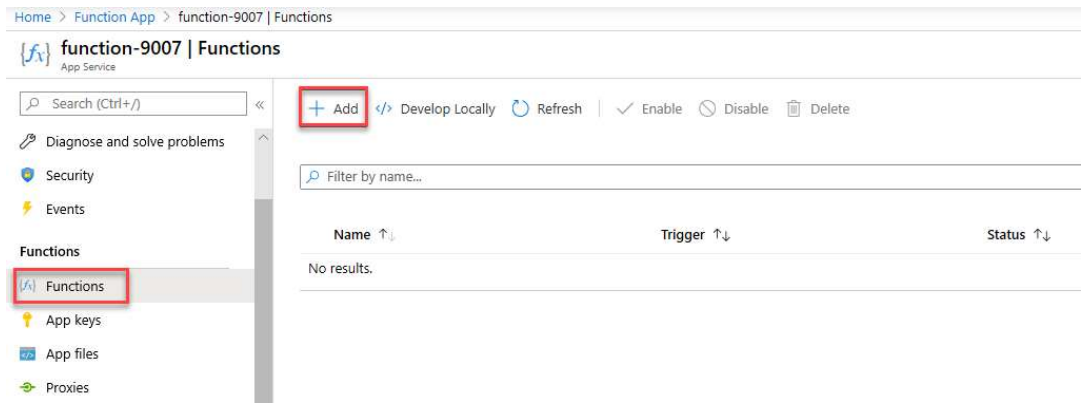 Home > Function App > function-9007 | Functions
{fx} function-9007 | Functions
App Service
Search (Ctrl+/) «
+ Add </> Develop Locally Refresh | Enable Disable Delete
Diagnose and solve problems
Security
Events
Functions
{fx} Functions
App keys
App files
Proxies
Filter by name...
Name ↑↓ Trigger ↑↓ Status ↑↓
No results.